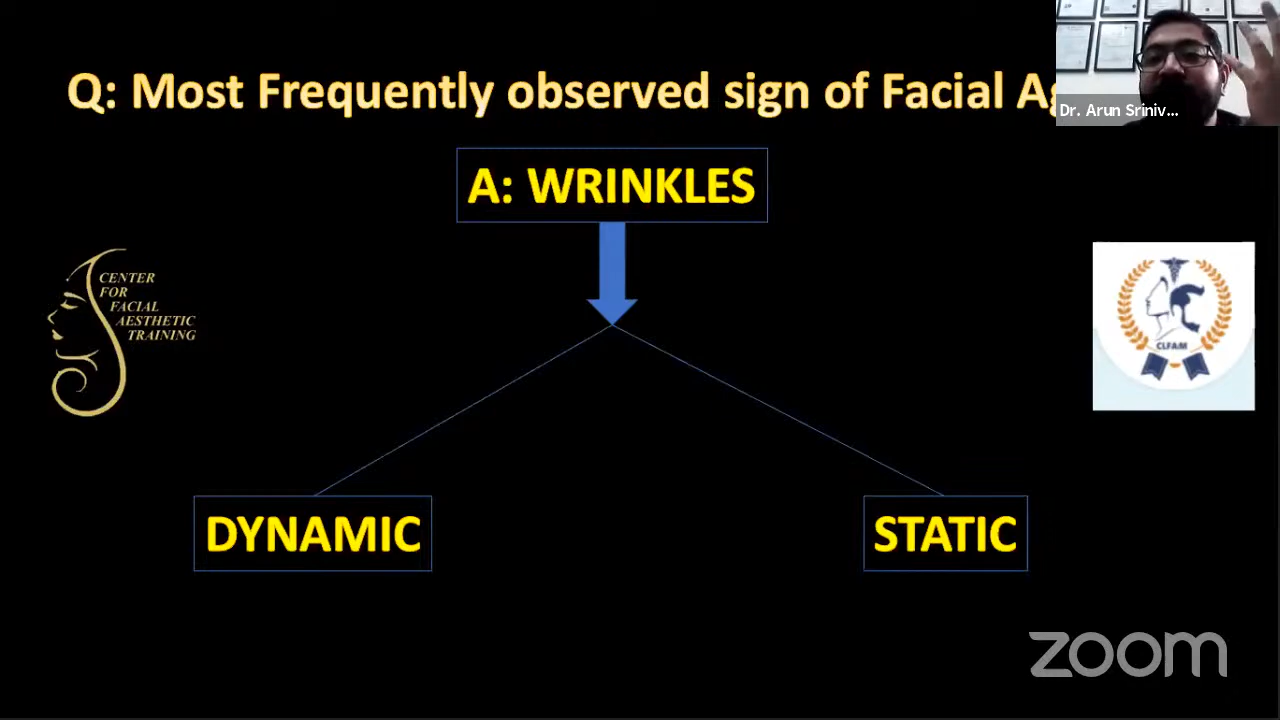 Q: Most Frequently observed sign of Facial
Dr. Arun Sriniv...
A: WRINKLES
CENTER
FOR
FACIAL
AESTHETIC
TRAINING
CLFAM
DYNAMIC
STATIC
zoom